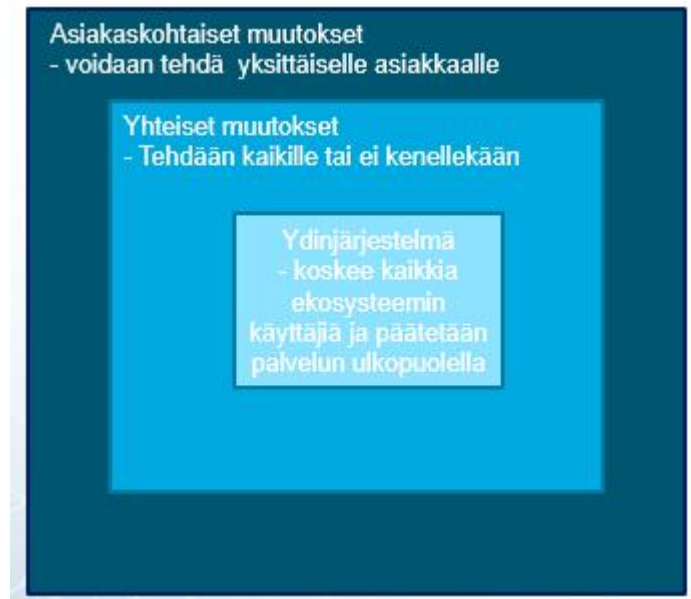 Asiakaskohtaiset muutokset
- voidaan tehdä yksittäiselle asiakkaalle
Yhteiset muutokset
- Tehdään kaikille tai ei kenellekään
Ydinjärjestelmä
- koskee kaikkia
ekosysteemin
käyttäjiä ja päätetään
palvelun ulkopuolella